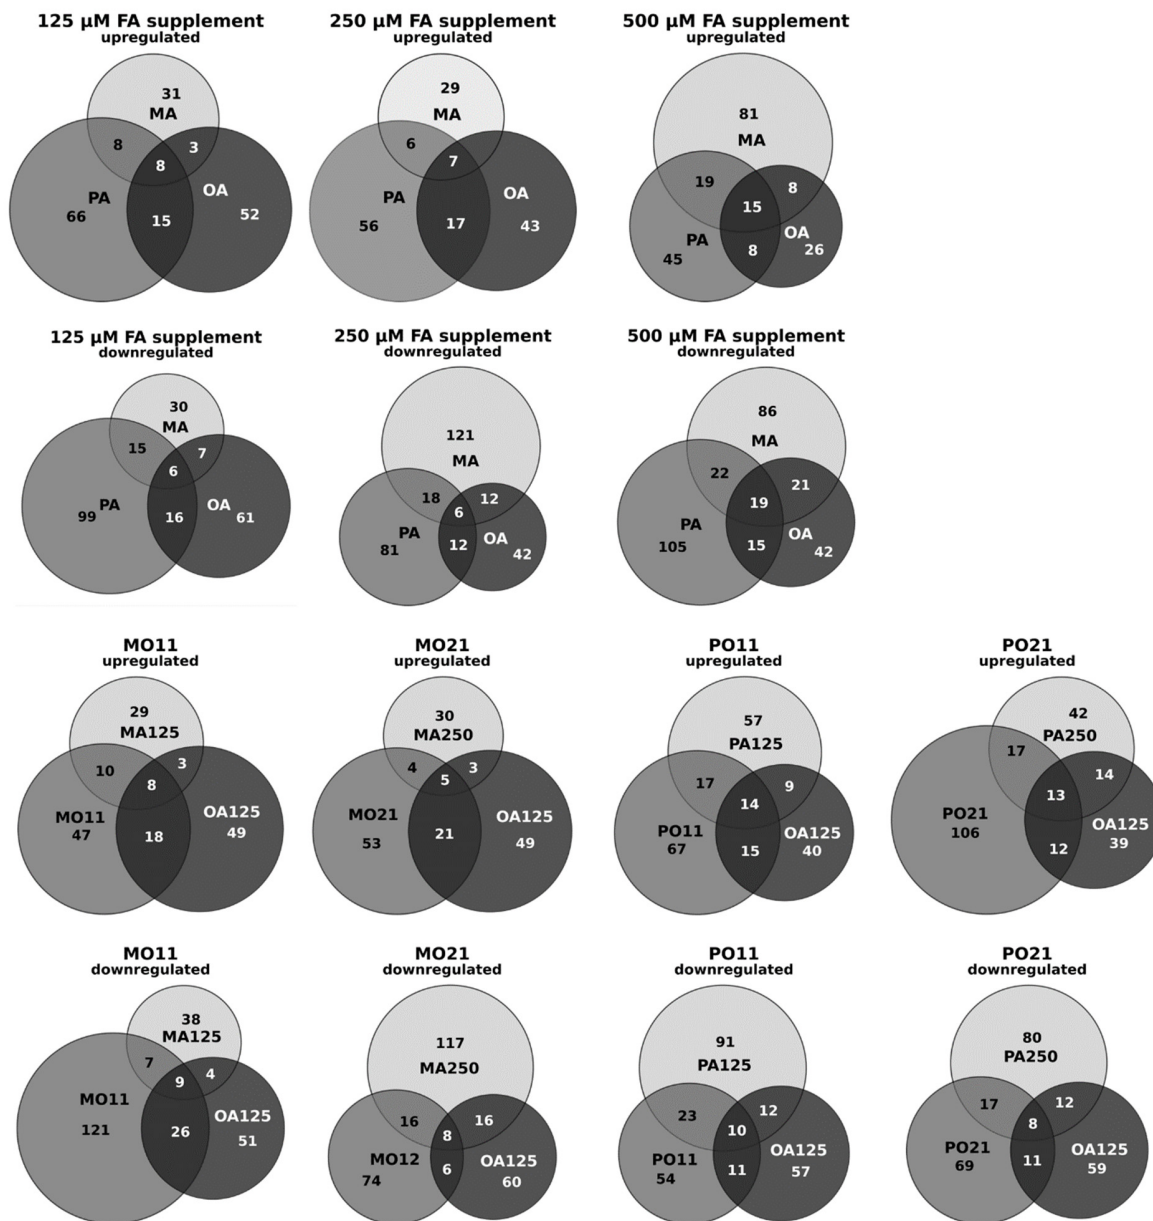 125 µM FA supplement
upregulated
31
MA
8
3
8
PA
OA
66
15
52
250 µM FA supplement
upregulated
29
MA
6
7
PA
OA
56
17
43
500 µM FA supplement
upregulated
81
MA
19
8
15
PA
OA
45
8
26
125 µM FA supplement
downregulated
30
MA
15
7
6
PA
OA
99
16
61
250 µM FA supplement
downregulated
121
MA
18
12
6
PA
OA
81
12
42
500 µM FA supplement
downregulated
86
MA
22
21
19
PA
OA
105
15
42
MO11
upregulated
29
MA125
10
3
8
MO11
OA125
47
18
49
MO21
upregulated
30
MA250
4
3
5
MO21
OA125
53
21
49
PO11
upregulated
57
PA125
17
9
14
PO11
OA125
67
15
40
PO21
upregulated
42
PA250
17
14
13
PO21
OA125
106
12
39
MO11
downregulated
38
MA125
7
4
9
MO11
OA125
121
26
51
MO21
downregulated
117
MA250
16
16
8
MO12
OA125
74
6
60
PO11
downregulated
91
PA125
23
12
10
PO11
OA125
54
11
57
PO21
downregulated
80
PA250
17
12
8
PO21
OA125
69
11
59